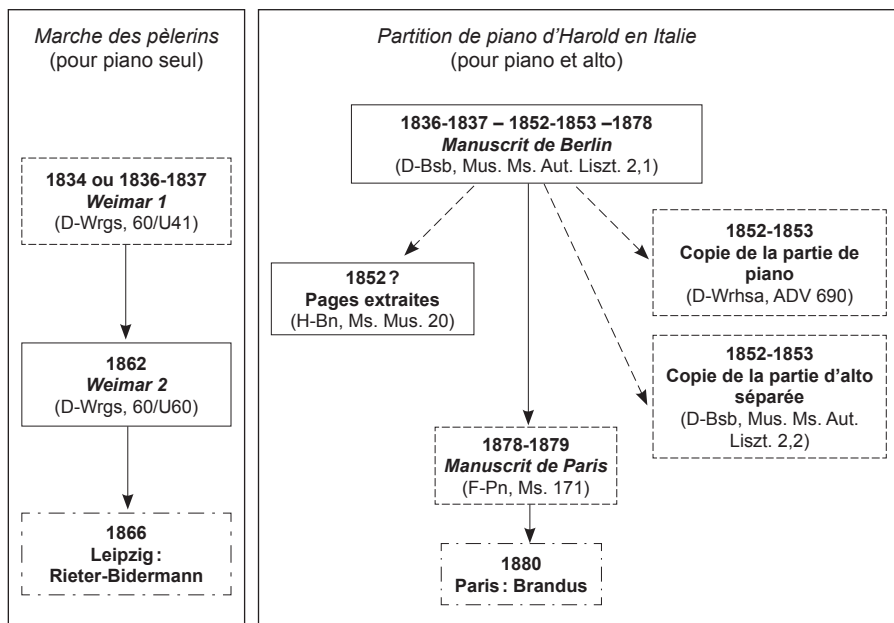 Marche des pèlerins
(pour piano seul)
1834 ou 1836-1837
Weimar 1
(D-Wrgs, 60/U41)
1862
Weimar 2
(D-Wrgs, 60/U60)
1866
Leipzig :
Rieter-Bidermann
Partition de piano d’Harold en Italie
(pour piano et alto)
1836-1837 – 1852-1853 –1878
Manuscrit de Berlin
(D-Bsb, Mus. Ms. Aut. Liszt. 2,1)
1852 ?
Pages extraites
(H-Bn, Ms. Mus. 20)
1852-1853
Copie de la partie de
piano
(D-Wrhsa, ADV 690)
1852-1853
Copie de la partie d’alto
séparée
(D-Bsb, Mus. Ms. Aut.
Liszt. 2,2)
1878-1879
Manuscrit de Paris
(F-Pn, Ms. 171)
1880
Paris : Brandus